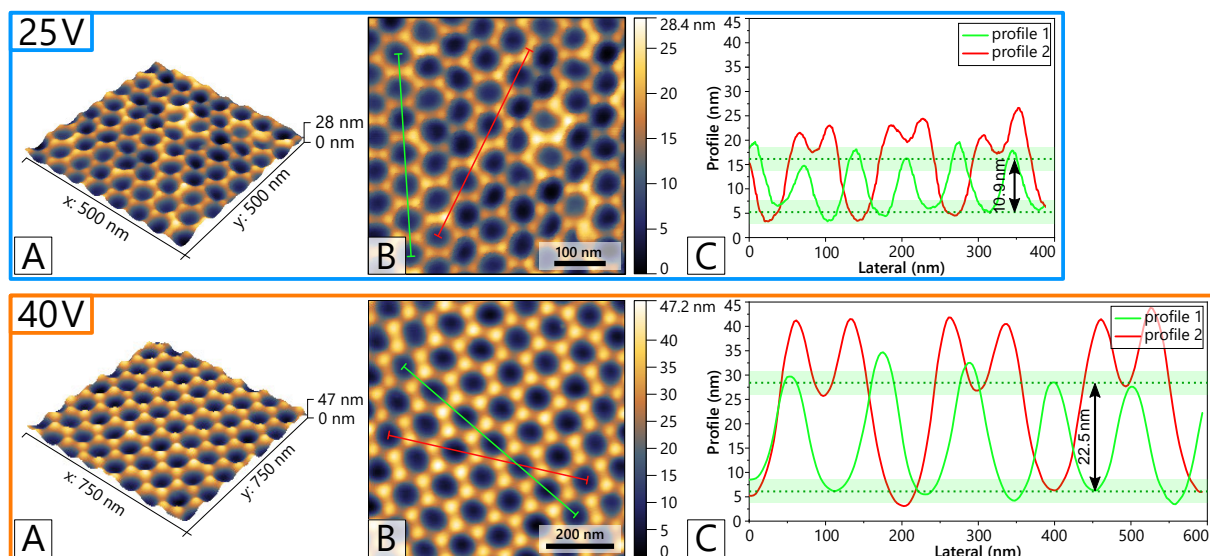 25V
28 nm
0 nm
x: 500 nm
y: 500 nm
A
B
100 nm
28.4 nm
25
20
15
10
5
0
C
Profile (nm)
45
40
35
30
25
20
15
10
5
0
profile 1
profile 2
10.9 nm
0 100 200 300 400
Lateral (nm)
40V
47 nm
0 nm
x: 750 nm
y: 750 nm
A
B
200 nm
47.2 nm
40
35
30
25
20
15
10
5
0
C
Profile (nm)
45
40
35
30
25
20
15
10
5
0
profile 1
profile 2
22.5 nm
0 100 200 300 400 500 600
Lateral (nm)